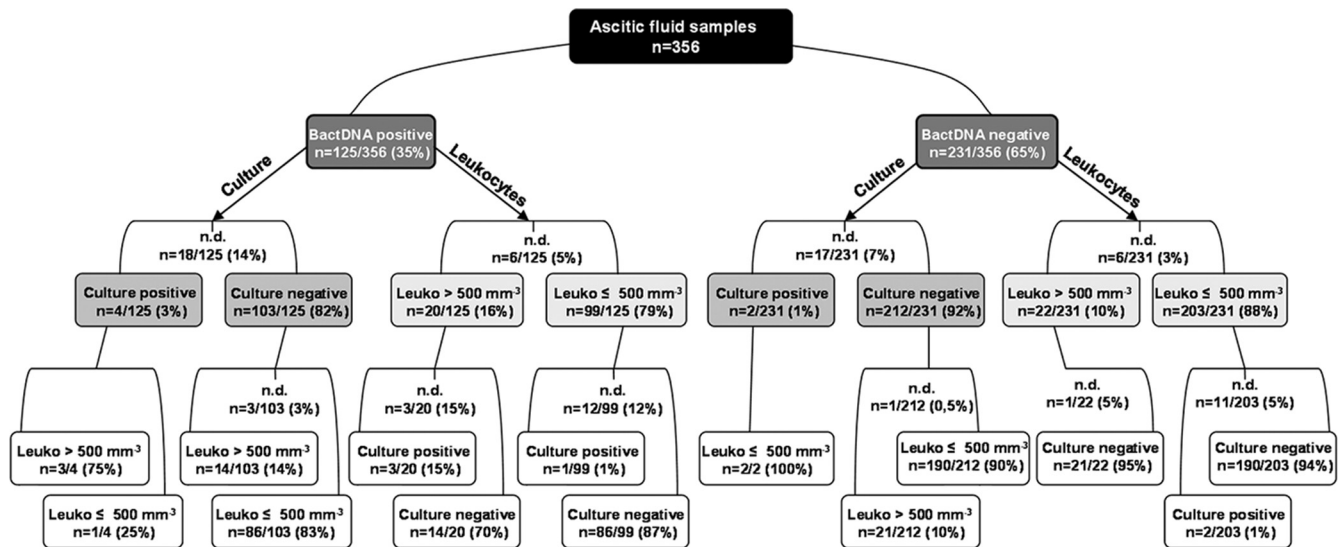 Ascitic fluid samples
n=356
BactDNA positive
n=125/356 (35%)
BactDNA negative
n=231/356 (65%)
Culture
Leukocytes
Culture
Leukocytes
n.d.
n=18/125 (14%)
n.d.
n=6/125 (5%)
n.d.
n=17/231 (7%)
n.d.
n=6/231 (3%)
Culture positive
n=4/125 (3%)
Culture negative
n=103/125 (82%)
Leuko > 500 mm⁻³
n=20/125 (16%)
Leuko ≤ 500 mm⁻³
n=99/125 (79%)
Culture positive
n=2/231 (1%)
Culture negative
n=212/231 (92%)
Leuko > 500 mm⁻³
n=22/231 (10%)
Leuko ≤ 500 mm⁻³
n=203/231 (88%)
n.d.
n=3/103 (3%)
n.d.
n=3/20 (15%)
n.d.
n=12/99 (12%)
n.d.
n=1/212 (0,5%)
n.d.
n=1/22 (5%)
n.d.
n=11/203 (5%)
Leuko > 500 mm⁻³
n=3/4 (75%)
Leuko > 500 mm⁻³
n=14/103 (14%)
Culture positive
n=3/20 (15%)
Culture positive
n=1/99 (1%)
Leuko ≤ 500 mm⁻³
n=2/2 (100%)
Leuko ≤ 500 mm⁻³
n=190/212 (90%)
Culture negative
n=21/22 (95%)
Culture negative
n=190/203 (94%)
Leuko ≤ 500 mm⁻³
n=1/4 (25%)
Leuko ≤ 500 mm⁻³
n=86/103 (83%)
Culture negative
n=14/20 (70%)
Culture negative
n=86/99 (87%)
Leuko > 500 mm⁻³
n=21/212 (10%)
Culture positive
n=2/203 (1%)